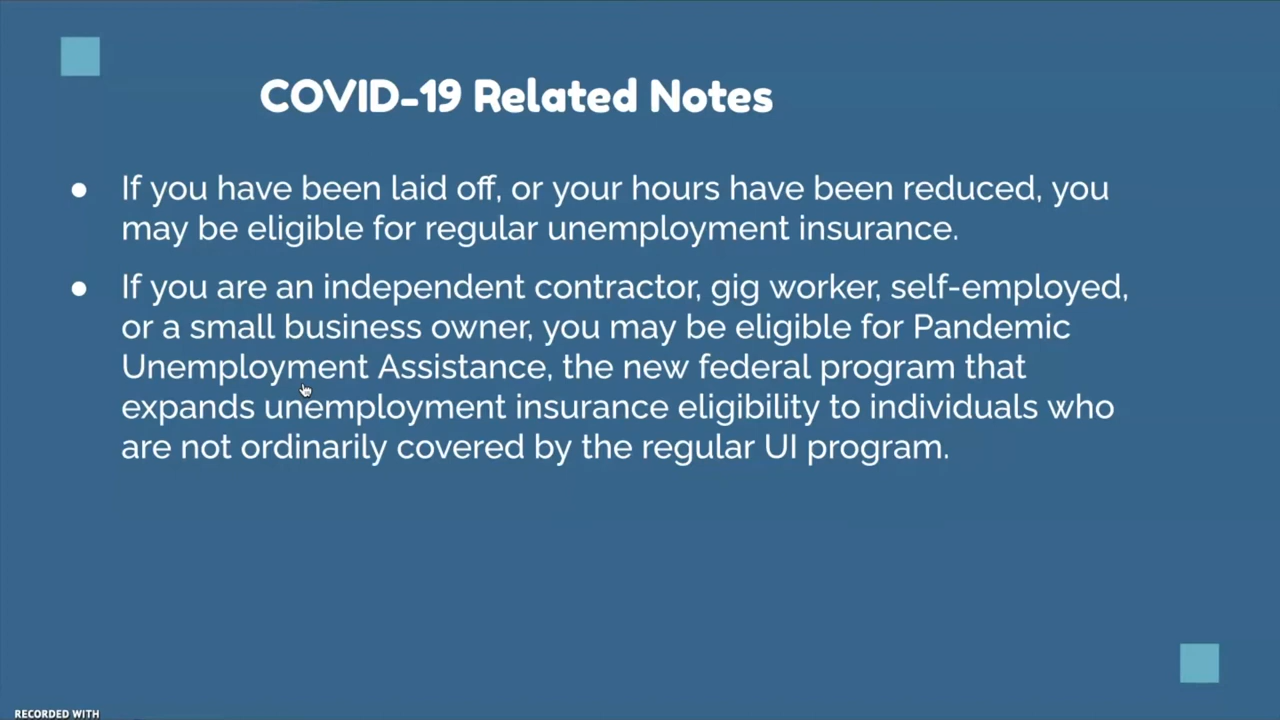 COVID-19 Related Notes
● If you have been laid off, or your hours have been reduced, you
may be eligible for regular unemployment insurance.
● If you are an independent contractor, gig worker, self-employed,
or a small business owner, you may be eligible for Pandemic
Unemployment Assistance, the new federal program that
expands unemployment insurance eligibility to individuals who
are not ordinarily covered by the regular UI program.
RECORDED WITH